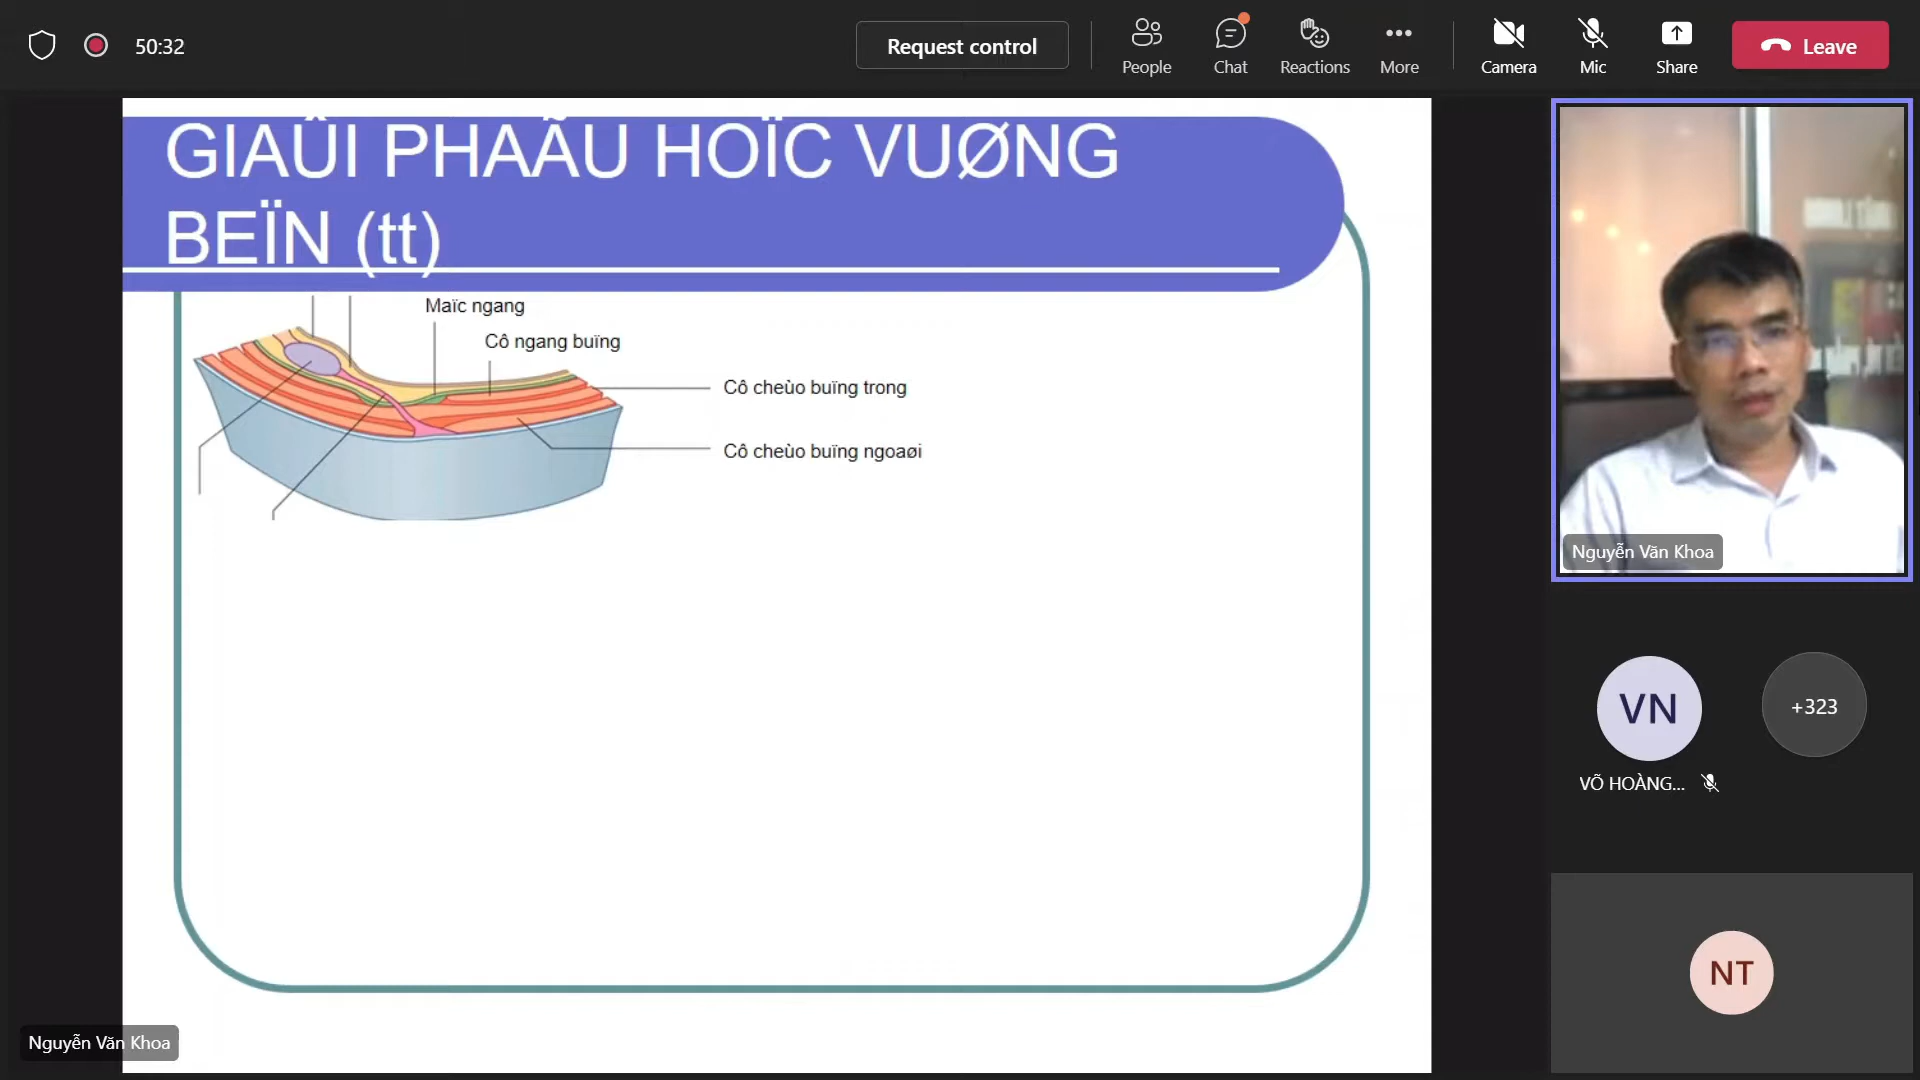 50:32
Request control
People
Chat
Reactions
More
Camera
Mic
Share
Leave
GIAÛI PHAÃU HOÏC VUØNG
BEÏN (tt)
Maïc ngang
Cô ngang buïng
Cô cheùo buïng trong
Cô cheùo buïng ngoaøi
Nguyễn Văn Khoa
VN
+323
VÕ HOÀNG...
NT
Nguyễn Văn Khoa